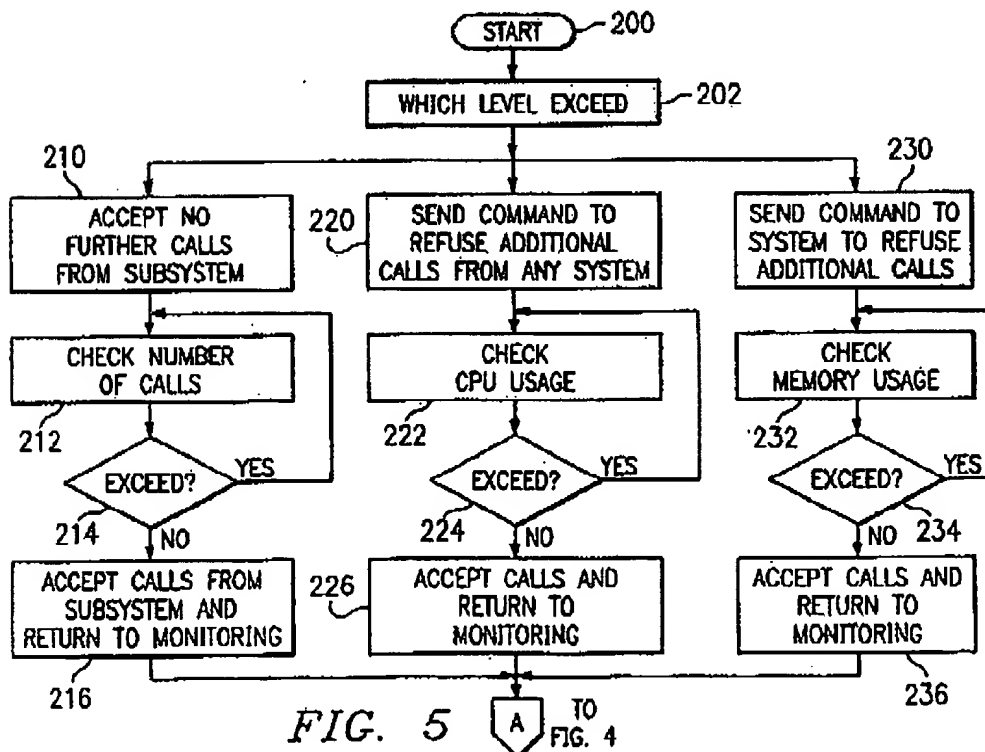 START
200
WHICH LEVEL EXCEED
202
210
ACCEPT NO
FURTHER CALLS
FROM SUBSYSTEM
220
SEND COMMAND TO
REFUSE ADDITIONAL
CALLS FROM ANY SYSTEM
230
SEND COMMAND TO
SYSTEM TO REFUSE
ADDITIONAL CALLS
CHECK NUMBER
OF CALLS
212
CHECK
CPU USAGE
222
CHECK
MEMORY USAGE
232
EXCEED?
YES
214
NO
EXCEED?
YES
224
NO
EXCEED?
YES
234
NO
ACCEPT CALLS FROM
SUBSYSTEM AND
RETURN TO MONITORING
216
226
ACCEPT CALLS AND
RETURN TO
MONITORING
ACCEPT CALLS AND
RETURN TO
MONITORING
236
FIG. 5
A
TO
FIG. 4